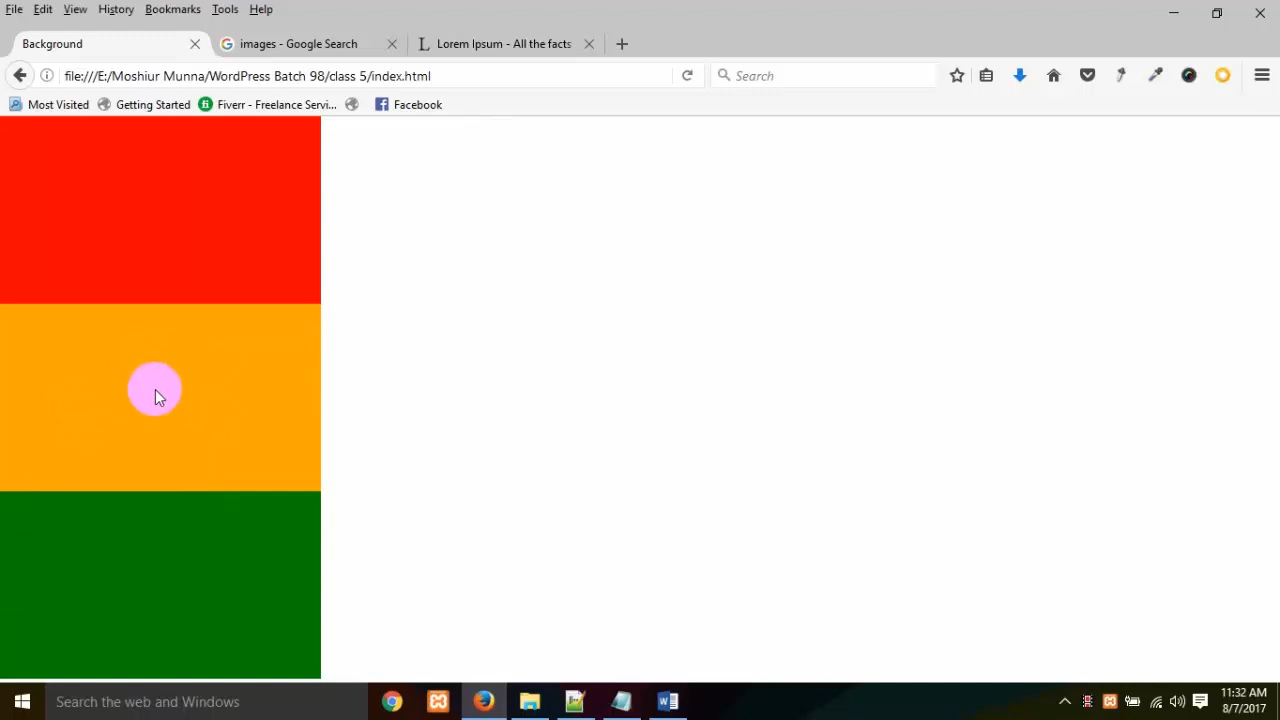 File Edit View History Bookmarks Tools Help
Background images - Google Search Lorem Ipsum - All the facts
file:///E:/Moshiur Munna/WordPress Batch 98/class 5/index.html Search
Most Visited Getting Started Fiverr - Freelance Servi... Facebook
Search the web and Windows
11:32 AM
8/7/2017